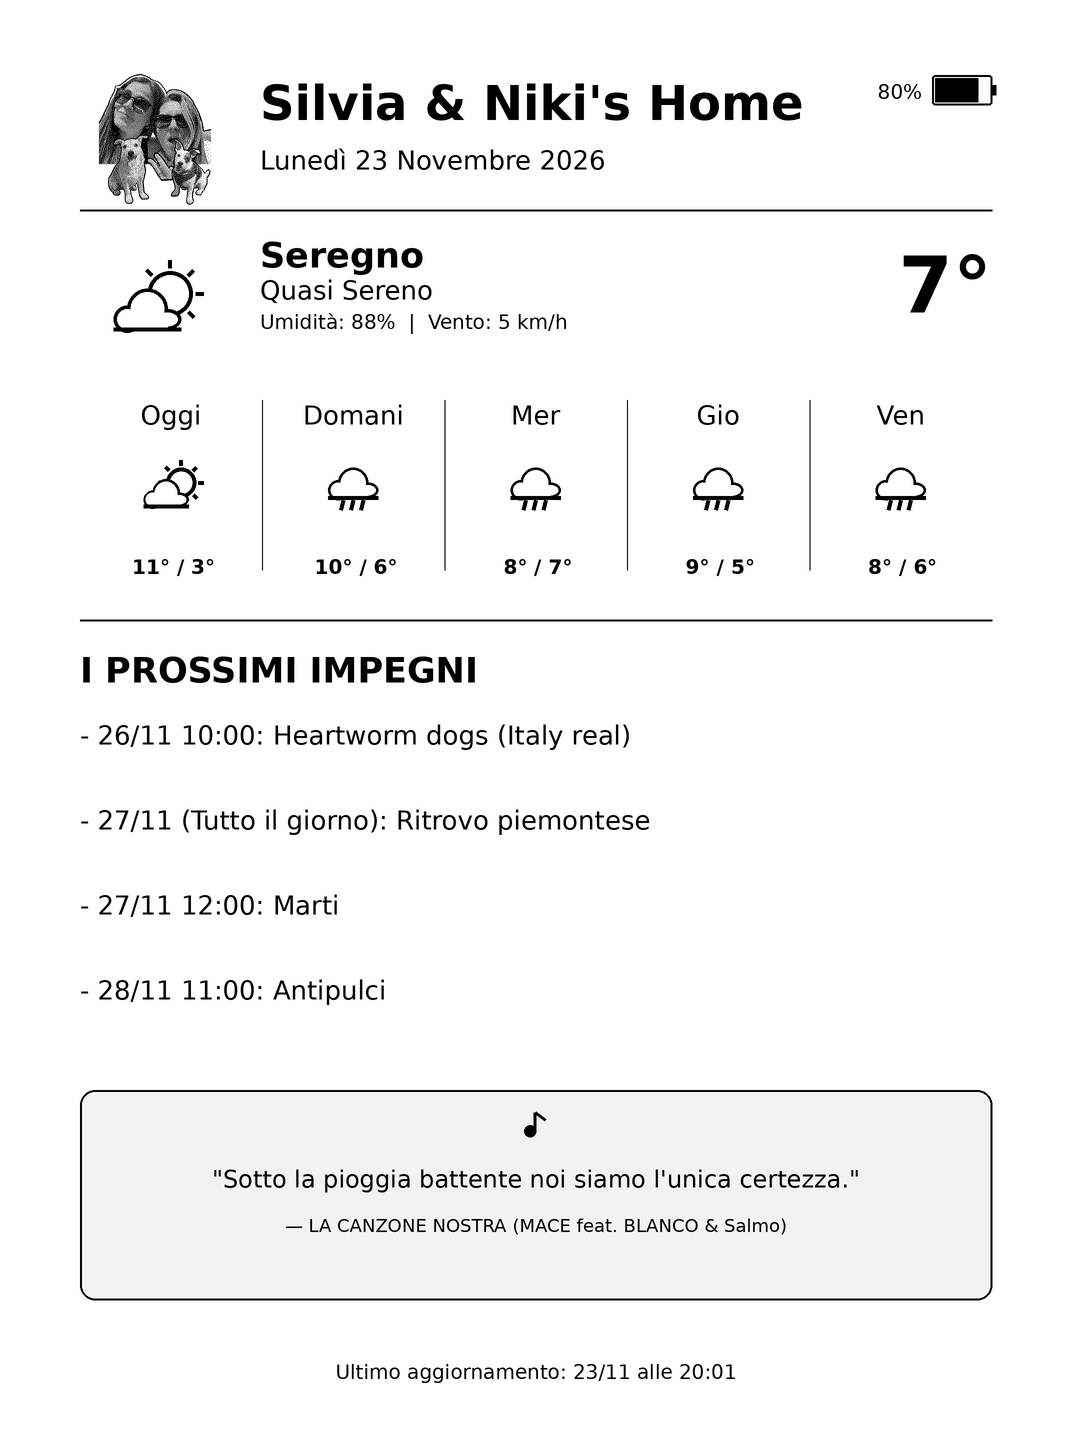 Silvia & Niki's Home
80%
Lunedì 23 Novembre 2026
Seregno
7°
Quasi Sereno
Umidità: 88% | Vento: 5 km/h
Oggi Domani Mer Gio Ven
11° / 3° 10° / 6° 8° / 7° 9° / 5° 8° / 6°
I PROSSIMI IMPEGNI
- 26/11 10:00: Heartworm dogs (Italy real)
- 27/11 (Tutto il giorno): Ritrovo piemontese
- 27/11 12:00: Marti
- 28/11 11:00: Antipulci
"Sotto la pioggia battente noi siamo l'unica certezza."
— LA CANZONE NOSTRA (MACE feat. BLANCO & Salmo)
Ultimo aggiornamento: 23/11 alle 20:01